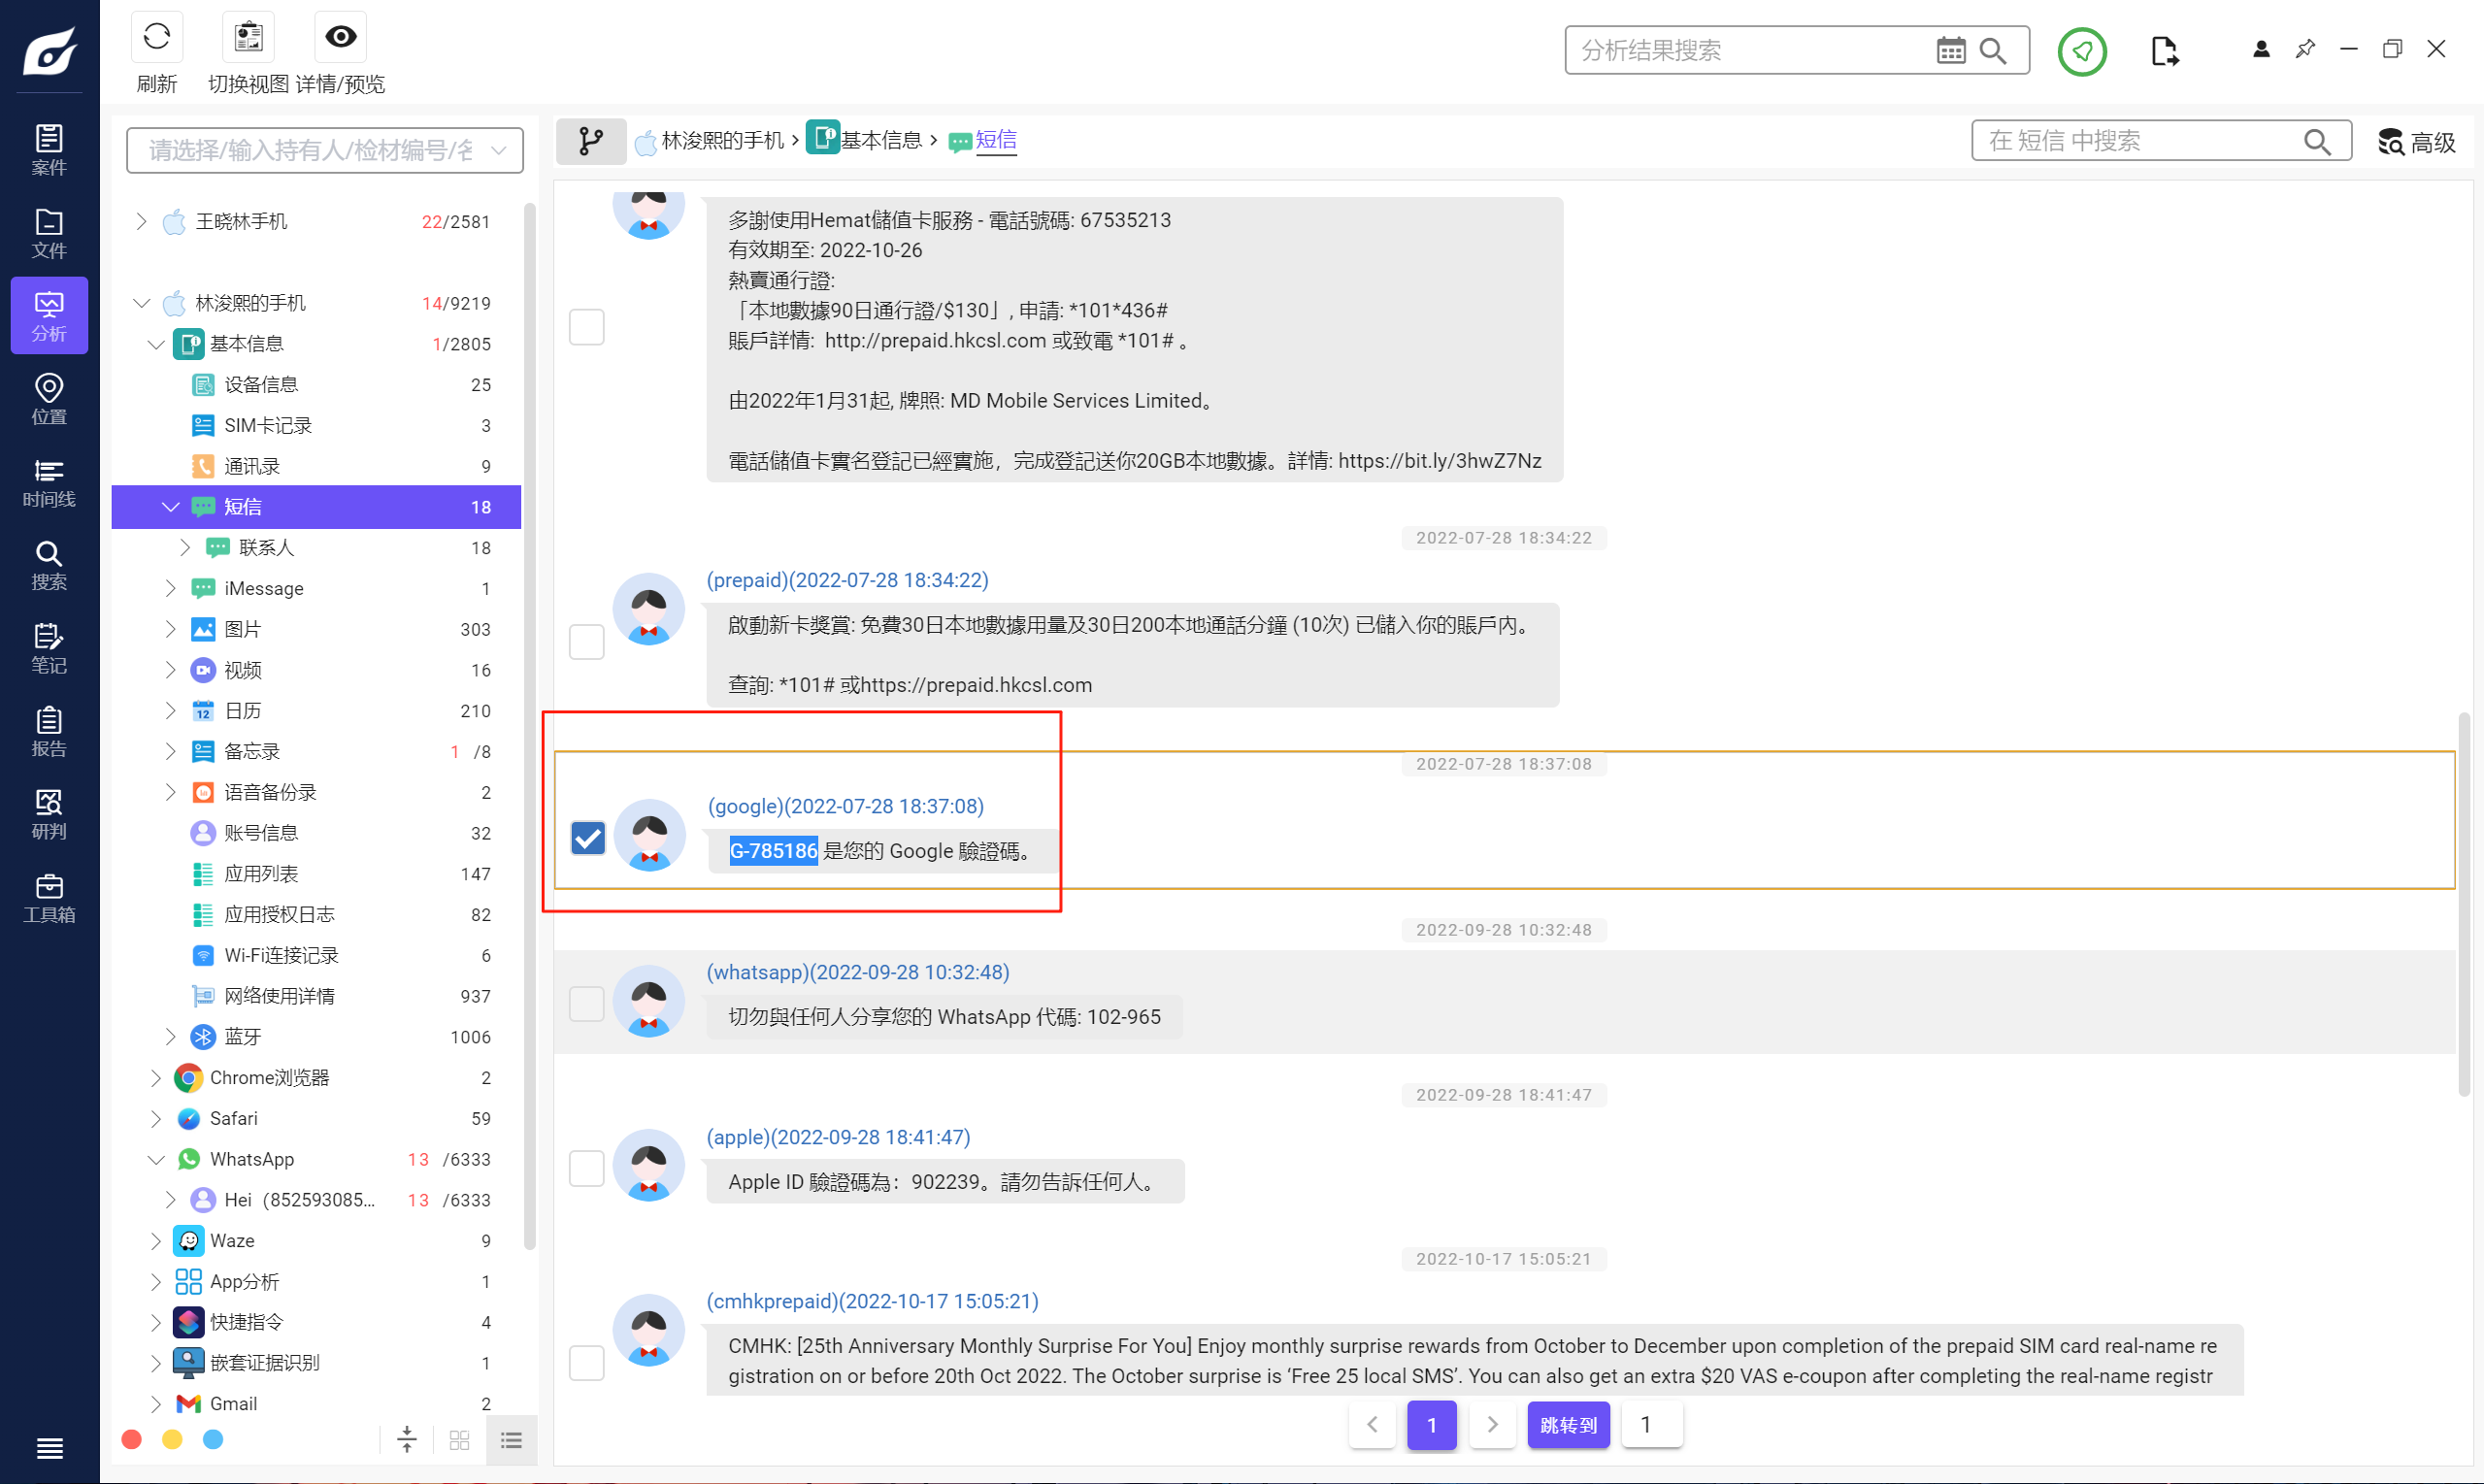 刷新
切换视图
详情/预览
分析结果搜索
案件
文件
分析
位置
时间线
搜索
笔记
报告
研判
工具箱
请选择/输入持有人/检材编号/名
王晓林手机 22/2581
林浚熙的手机 14/9219
基本信息 1/2805
设备信息 25
SIM卡记录 3
通讯录 9
短信 18
联系人 18
iMessage 1
图片 303
视频 16
日历 210
备忘录 1 /8
语音备份录 2
账号信息 32
应用列表 147
应用授权日志 82
Wi-Fi连接记录 6
网络使用详情 937
蓝牙 1006
Chrome浏览器 2
Safari 59
WhatsApp 13 /6333
Hei（852593085... 13 /6333
Waze 9
App分析 1
快捷指令 4
嵌套证据识别 1
Gmail 2
林浚熙的手机 › 基本信息 › 短信
在 短信 中搜索
高级
多謝使用Hemat儲值卡服務 - 電話號碼: 67535213
有效期至: 2022-10-26
熱賣通行證:
「本地數據90日通行證/$130」, 申請: *101*436#
賬戶詳情: http://prepaid.hkcsl.com 或致電 *101# 。
由2022年1月31起, 牌照: MD Mobile Services Limited。
電話儲值卡實名登記已經實施，完成登記送你20GB本地數據。詳情: https://bit.ly/3hwZ7Nz
2022-07-28 18:34:22
(prepaid)(2022-07-28 18:34:22)
啟動新卡獎賞: 免費30日本地數據用量及30日200本地通話分鐘 (10次) 已儲入你的賬戶內。
查詢: *101# 或https://prepaid.hkcsl.com
2022-07-28 18:37:08
(google)(2022-07-28 18:37:08)
G-785186 是您的 Google 驗證碼。
2022-09-28 10:32:48
(whatsapp)(2022-09-28 10:32:48)
切勿與任何人分享您的 WhatsApp 代碼: 102-965
2022-09-28 18:41:47
(apple)(2022-09-28 18:41:47)
Apple ID 驗證碼為：902239。請勿告訴任何人。
2022-10-17 15:05:21
(cmhkprepaid)(2022-10-17 15:05:21)
CMHK: [25th Anniversary Monthly Surprise For You] Enjoy monthly surprise rewards from October to December upon completion of the prepaid SIM card real-name re
gistration on or before 20th Oct 2022. The October surprise is ‘Free 25 local SMS’. You can also get an extra $20 VAS e-coupon after completing the real-name registr
1
跳转到
1